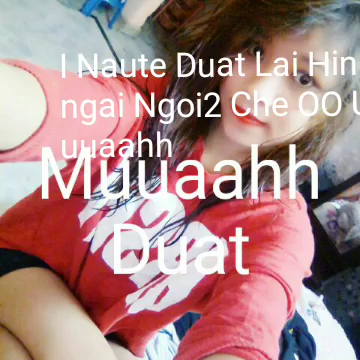 I Naute Duat Lai Hin
ngai Ngoi2 Che OO U
uuaahh
Muuaahh
Duat